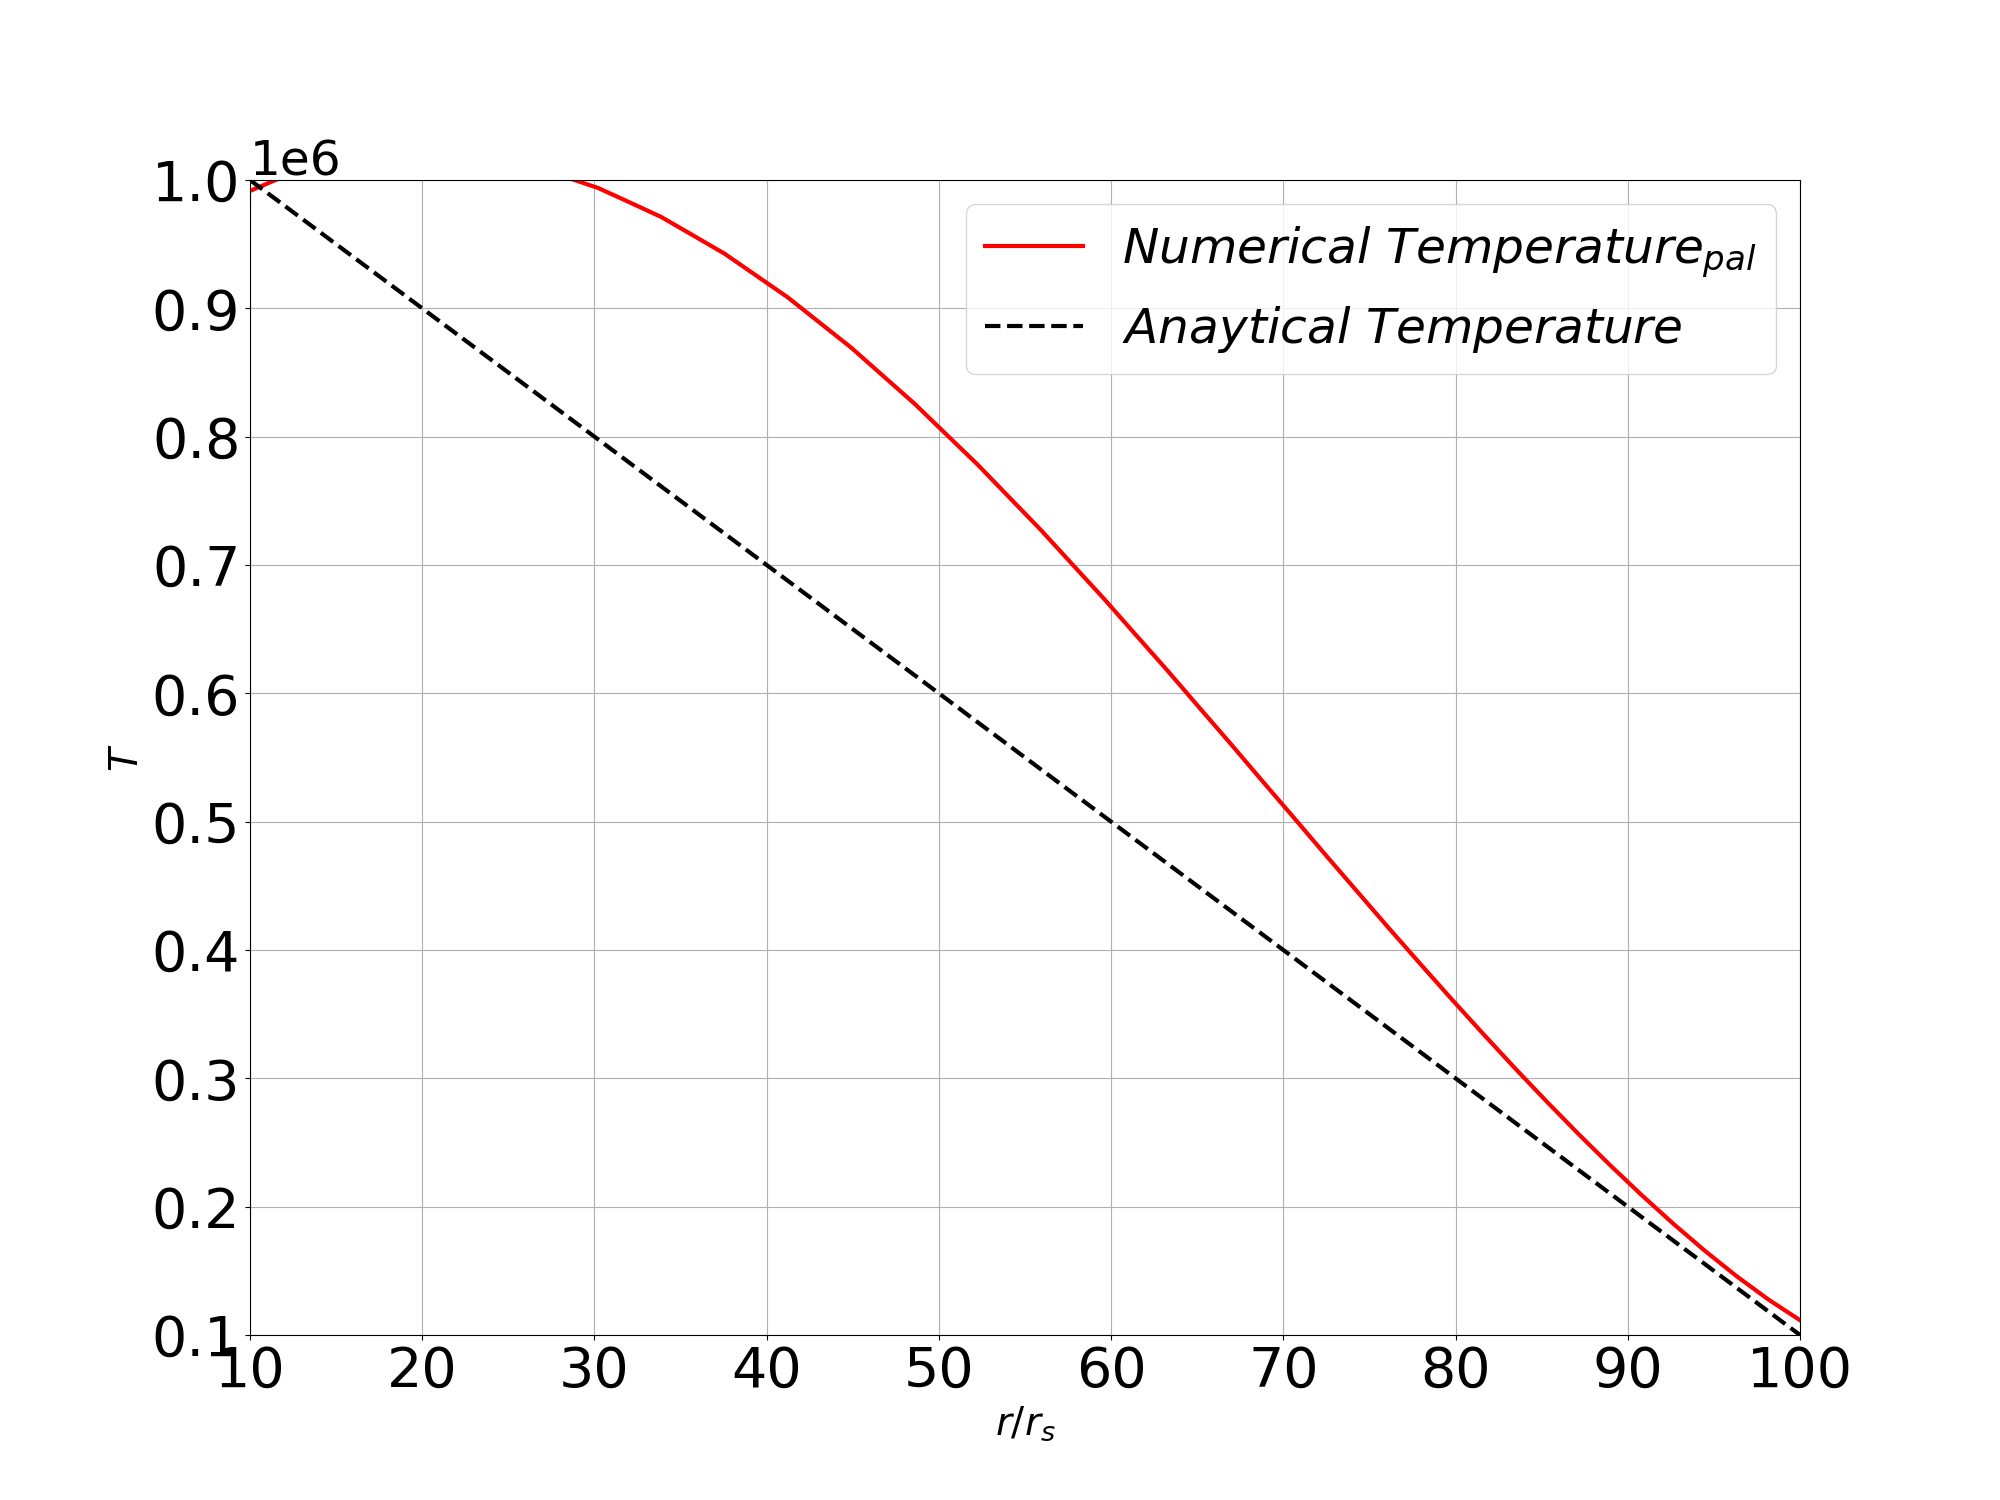 1e6
1.0
0.9
0.8
0.7
0.6
0.5
0.4
0.3
0.2
0.1
T
Numerical Temperature_pal
Anaytical Temperature
10 20 30 40 50 60 70 80 90 100
r/r_s